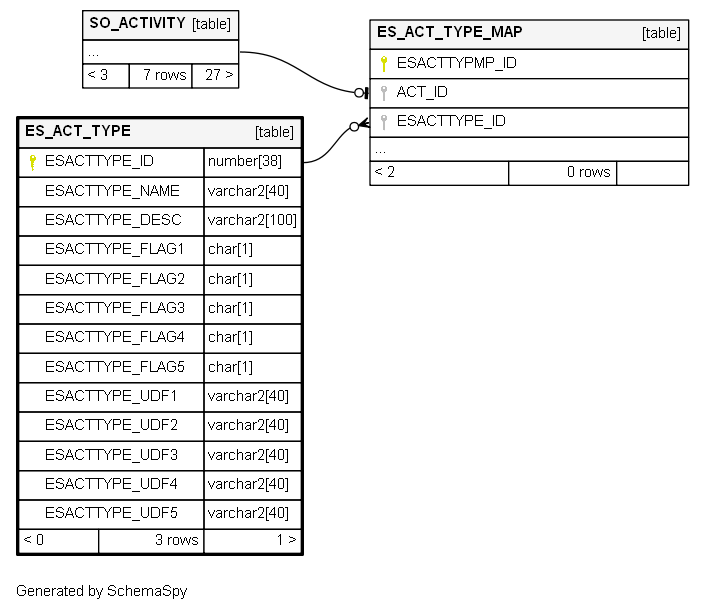 SO_ACTIVITY [table]
...
< 3 7 rows 27 >
ES_ACT_TYPE_MAP [table]
ESACTTYPMP_ID
ACT_ID
ESACTTYPE_ID
...
< 2 0 rows
ES_ACT_TYPE [table]
ESACTTYPE_ID number[38]
ESACTTYPE_NAME varchar2[40]
ESACTTYPE_DESC varchar2[100]
ESACTTYPE_FLAG1 char[1]
ESACTTYPE_FLAG2 char[1]
ESACTTYPE_FLAG3 char[1]
ESACTTYPE_FLAG4 char[1]
ESACTTYPE_FLAG5 char[1]
ESACTTYPE_UDF1 varchar2[40]
ESACTTYPE_UDF2 varchar2[40]
ESACTTYPE_UDF3 varchar2[40]
ESACTTYPE_UDF4 varchar2[40]
ESACTTYPE_UDF5 varchar2[40]
< 0 3 rows 1 >
Generated by SchemaSpy